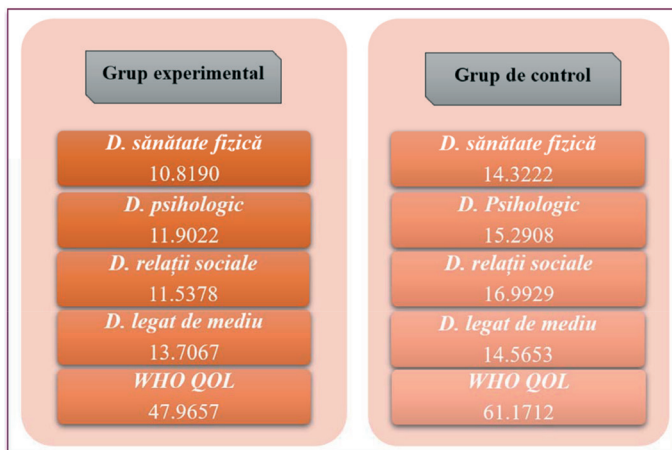 Grup experimental
D. sănătate fizică
10.8190
D. psihologic
11.9022
D. relații sociale
11.5378
D. legat de mediu
13.7067
WHO QOL
47.9657
Grup de control
D. sănătate fizică
14.3222
D. Psihologic
15.2908
D. relații sociale
16.9929
D. legat de mediu
14.5653
WHO QOL
61.1712